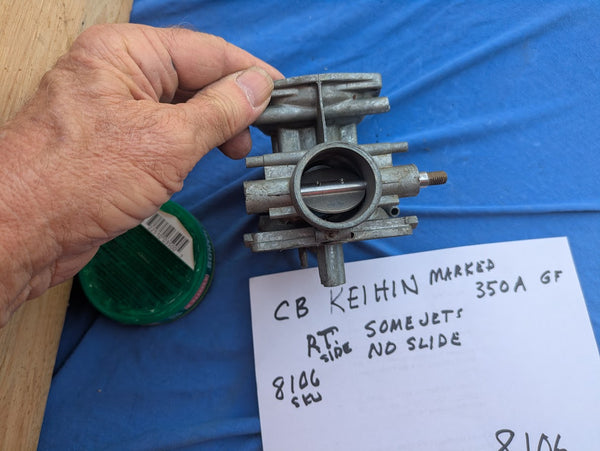 CB KEIHIN MARKED
350A GF
RT. SOME JETS
SIDE NO SLIDE
8106
SKU
8106